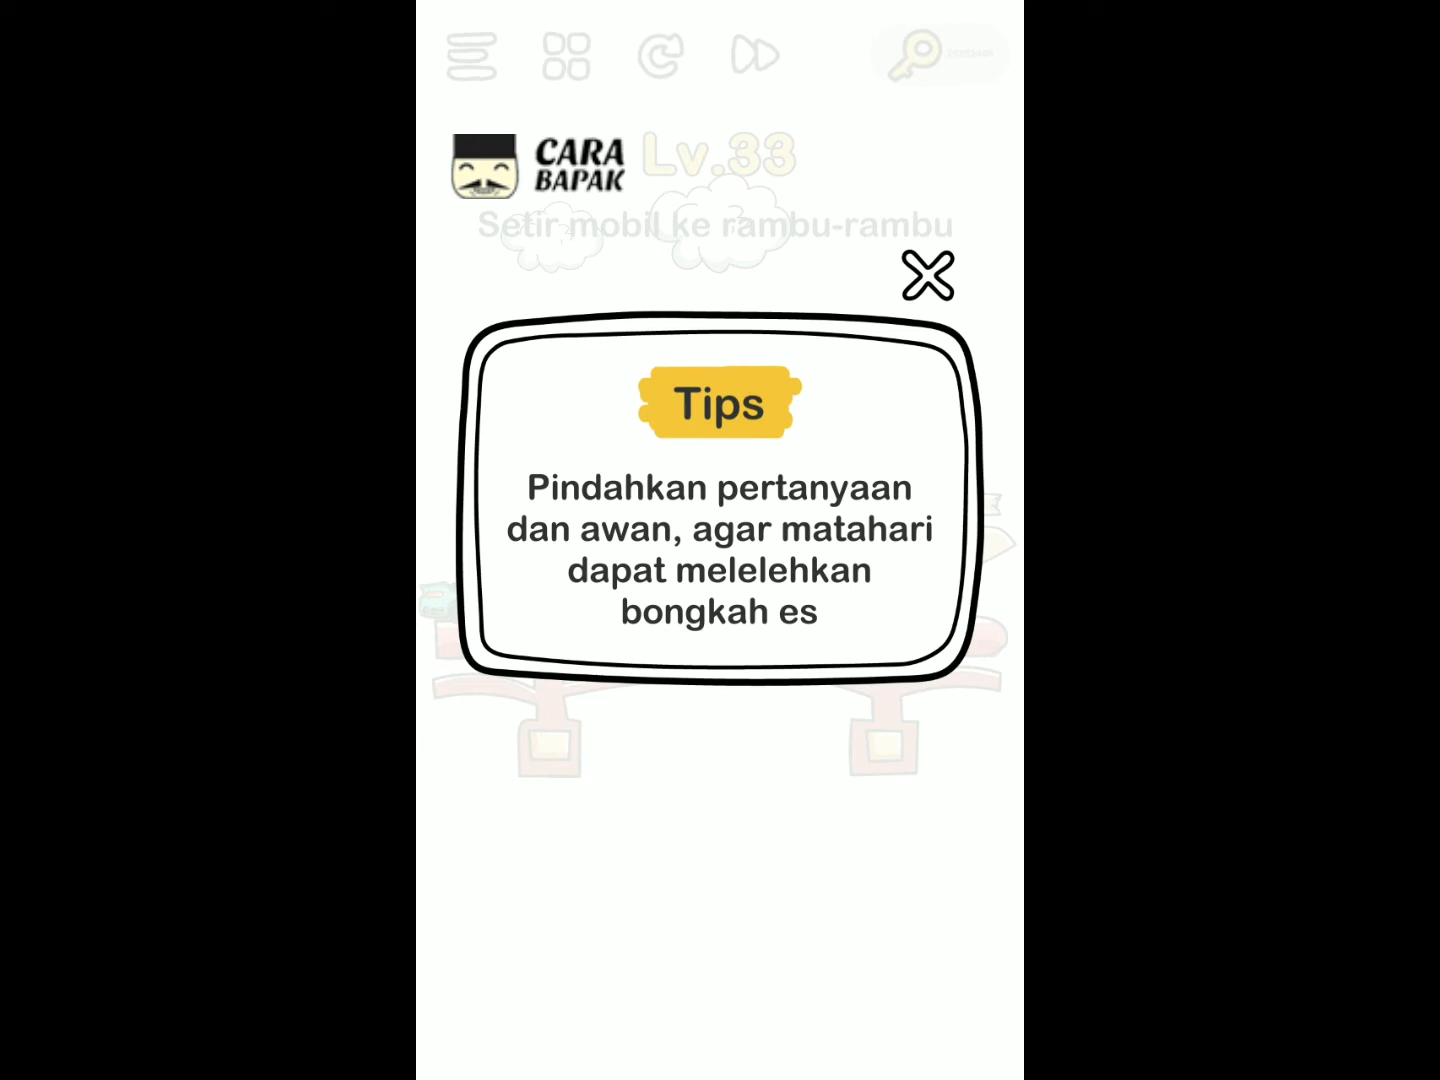 CARA
BAPAK
Lv.33
Setir mobil ke rambu-rambu
Tips
Pindahkan pertanyaan
dan awan, agar matahari
dapat melelehkan
bongkah es